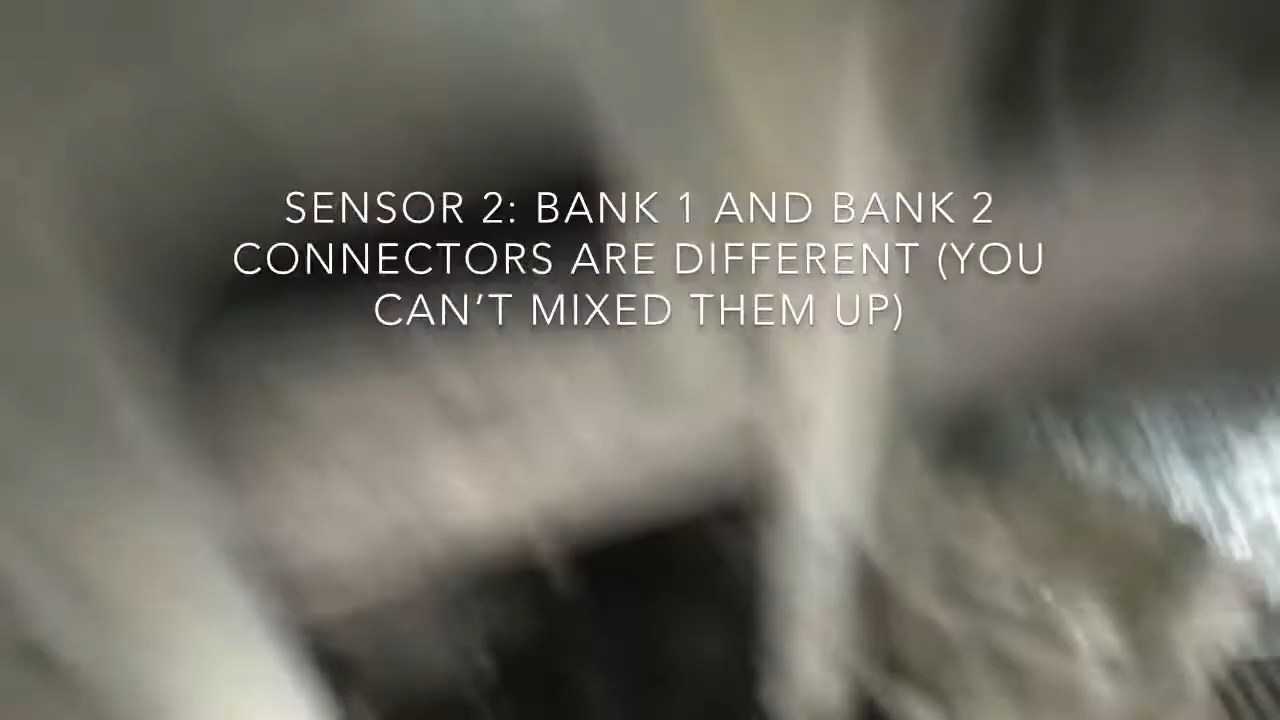 SENSOR 2: BANK 1 AND BANK 2
CONNECTORS ARE DIFFERENT (YOU
CAN’T MIXED THEM UP)